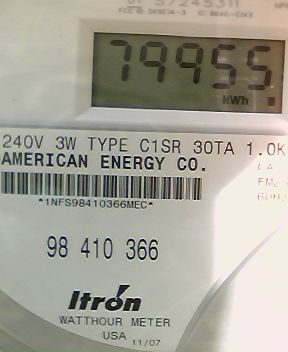 79955
kWh
240V 3W TYPE C1SR 30TA 1.0K
AMERICAN ENERGY CO.
CA
*1NFS98410366MEC*
98 410 366
Itron
WATTHOUR METER
USA 11/07